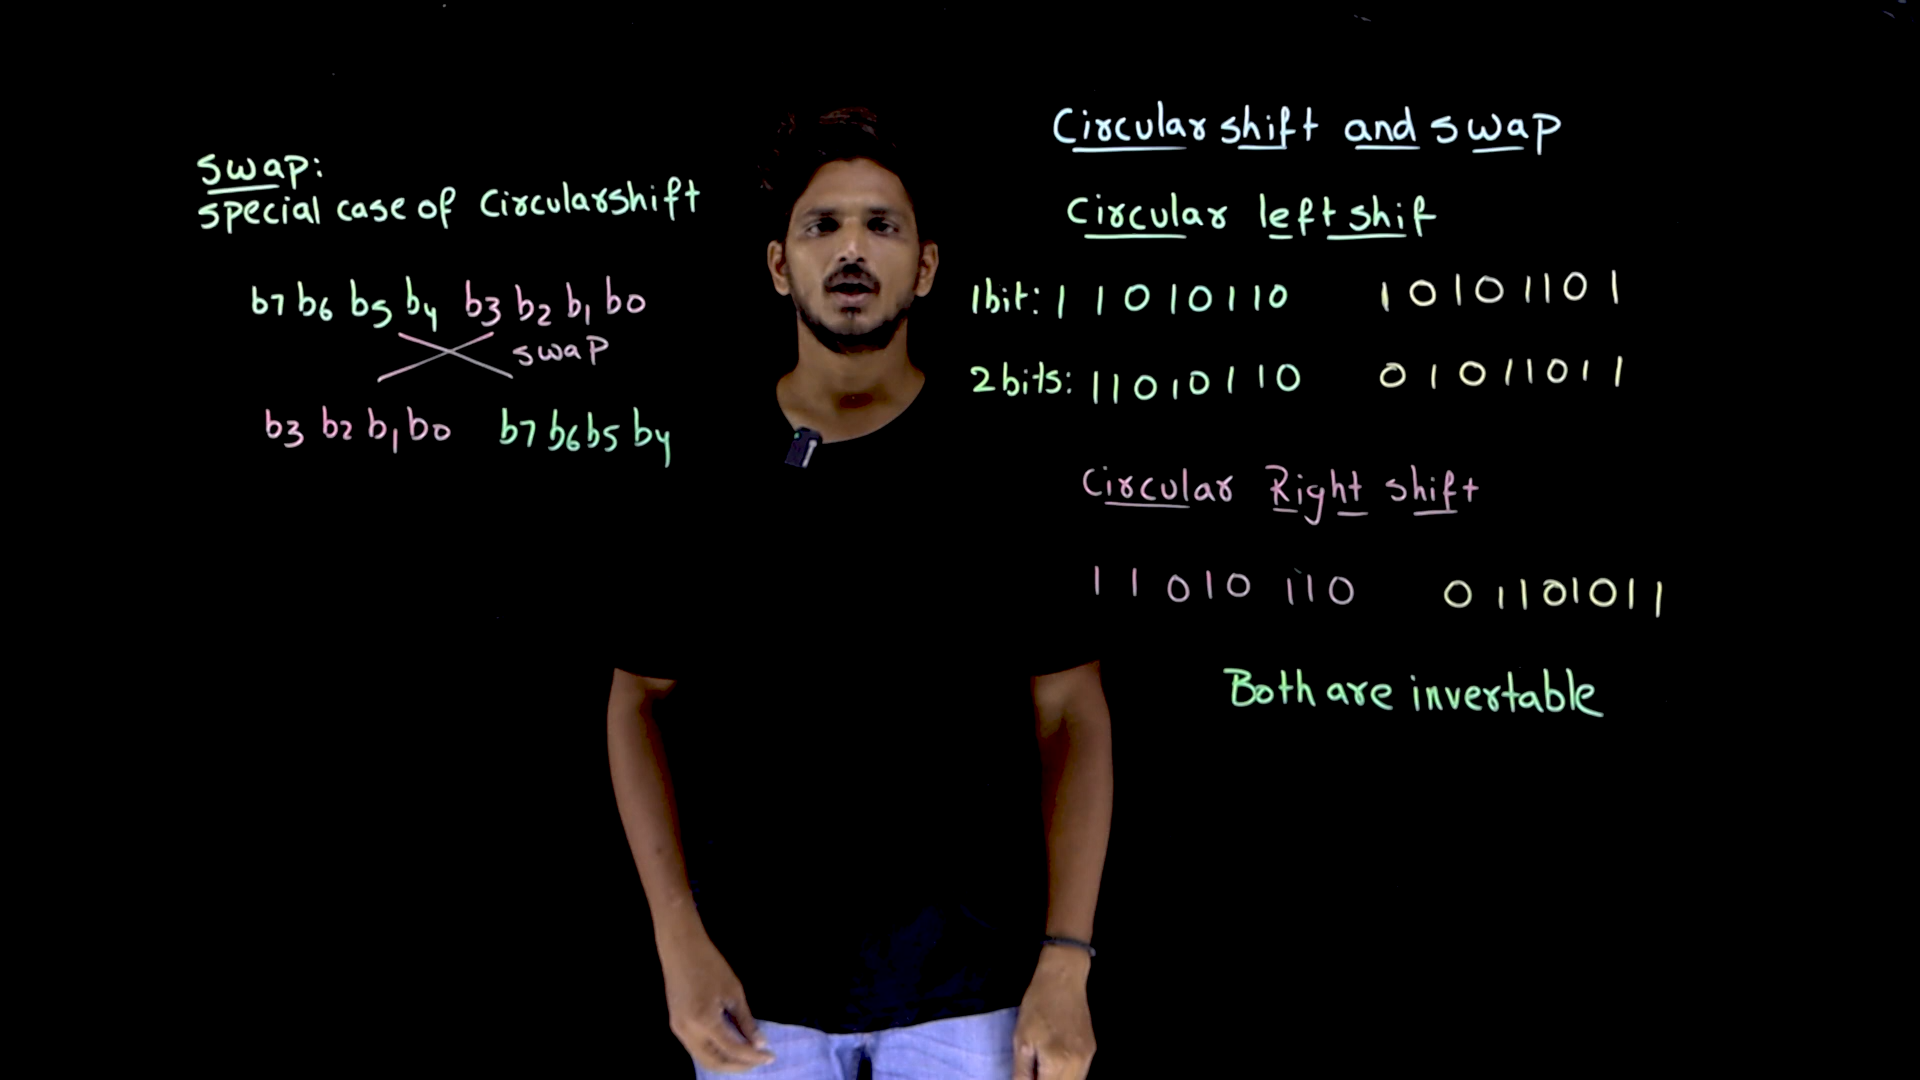 Circular shift and swap
swap:
special case of Circularshift
b7 b6 b5 b4 b3 b2 b1 b0
swap
b3 b2 b1 b0 b7 b6 b5 b4
Circular left shif
1bit: 1 1 0 1 0 1 1 0 1 0 1 0 1 1 0 1
2bits: 1 1 0 1 0 1 1 0 0 1 0 1 1 0 1 1
Circular Right shift
1 1 0 1 0 1 1 0 0 1 1 0 1 0 1 1
Both are invertable